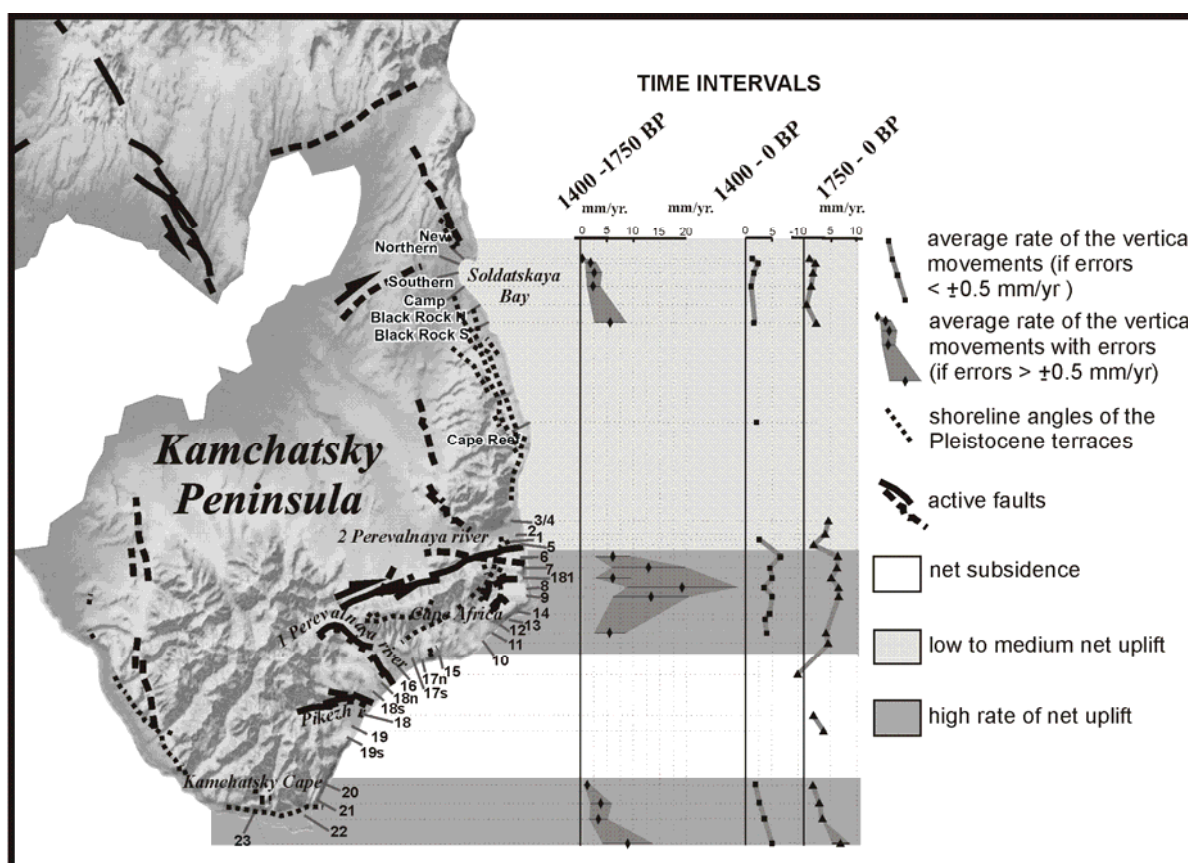 TIME INTERVALS
1400 -1750 BP
1400 - 0 BP
1750 - 0 BP
mm/yr.
mm/yr.
mm/yr.
0 5 10 15 20
0 5
-10 5 10
New
Northern
Soldatskaya
Bay
Southern
Camp
Black Rock N
Black Rock S
Cape Ree
Kamchatsky
Peninsula
2 Perevalnaya river
3/4
2
1
5
6
7
181
8
9
14
13
12
11
10
Cape Africa
1 Perevalnaya river
15
16
17n
17s
18n
18s
18
Pikezh r.
19
19s
Kamchatsky Cape
20
21
22
23
average rate of the vertical
movements (if errors
< ±0.5 mm/yr )
average rate of the vertica
movements with errors
(if errors > ±0.5 mm/yr)
shoreline angles of the
Pleistocene terraces
active faults
net subsidence
low to medium net uplift
high rate of net uplift